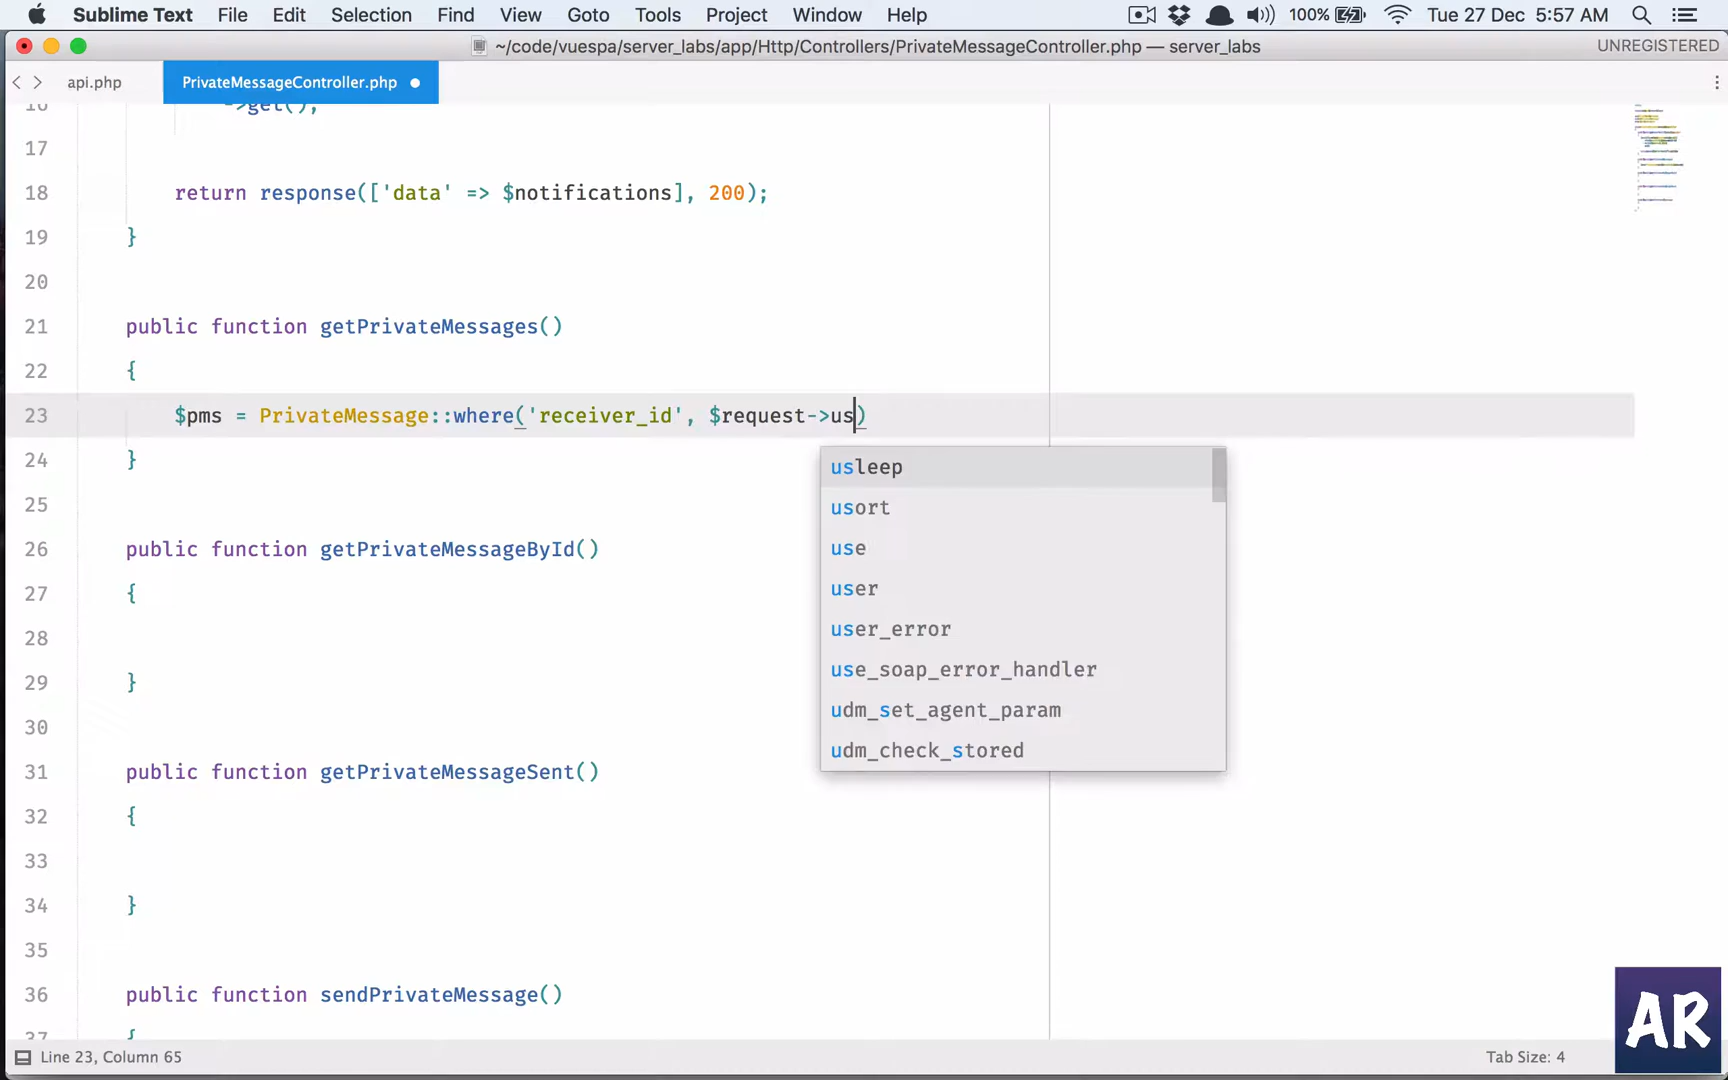 Sublime Text File Edit Selection Find View Goto Tools Project Window Help 100% Tue 27 Dec 5:57 AM
~/code/vuespa/server_labs/app/Http/Controllers/PrivateMessageController.php — server_labs UNREGISTERED
api.php PrivateMessageController.php
16 ->get();
17
18 return response(['data' => $notifications], 200);
19 }
20
21 public function getPrivateMessages()
22 {
23 $pms = PrivateMessage::where('receiver_id', $request->us)
usleep
24 }
usort
25
use
26 public function getPrivateMessageById()
user
27 {
user_error
28
use_soap_error_handler
29 }
udm_set_agent_param
30
udm_check_stored
31 public function getPrivateMessageSent()
32 {
33
34 }
35
36 public function sendPrivateMessage()
37 {
AR
Line 23, Column 65 Tab Size: 4